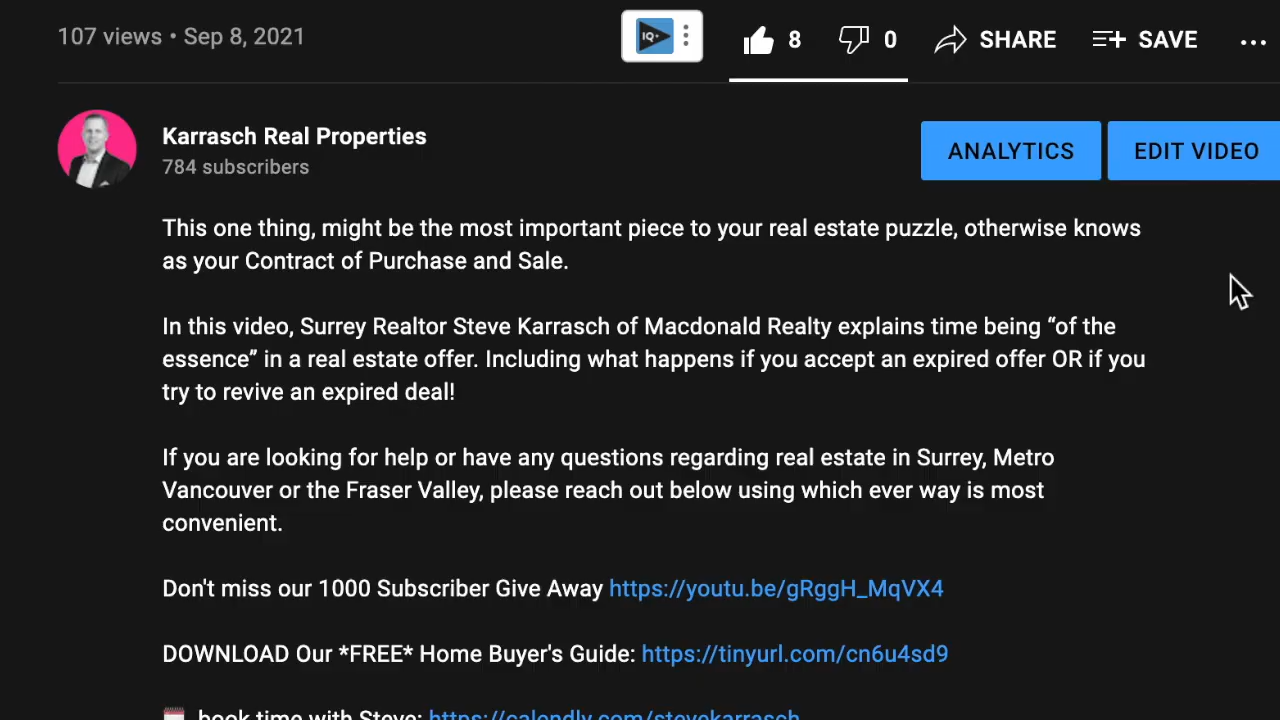 107 views • Sep 8, 2021
IQ+
8
0
SHARE
SAVE
Karrasch Real Properties
784 subscribers
ANALYTICS
EDIT VIDEO
This one thing, might be the most important piece to your real estate puzzle, otherwise knows
as your Contract of Purchase and Sale.
In this video, Surrey Realtor Steve Karrasch of Macdonald Realty explains time being “of the
essence” in a real estate offer. Including what happens if you accept an expired offer OR if you
try to revive an expired deal!
If you are looking for help or have any questions regarding real estate in Surrey, Metro
Vancouver or the Fraser Valley, please reach out below using which ever way is most
convenient.
Don't miss our 1000 Subscriber Give Away https://youtu.be/gRggH_MqVX4
DOWNLOAD Our *FREE* Home Buyer's Guide: https://tinyurl.com/cn6u4sd9
book time with Steve: https://calendly.com/stevekarrasch